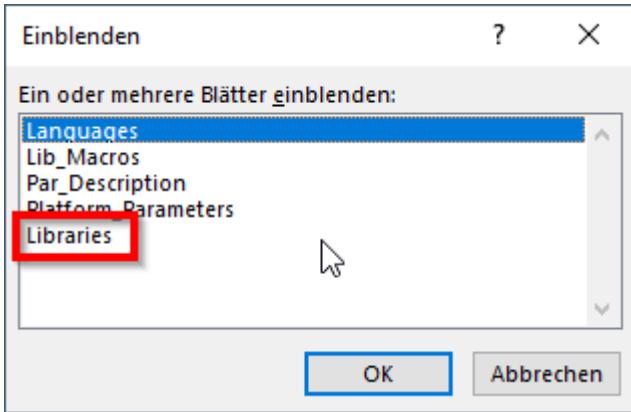 Einblenden
Ein oder mehrere Blätter einblenden:
Languages
Lib_Macros
Par_Description
Platform_Parameters
Libraries
OK
Abbrechen